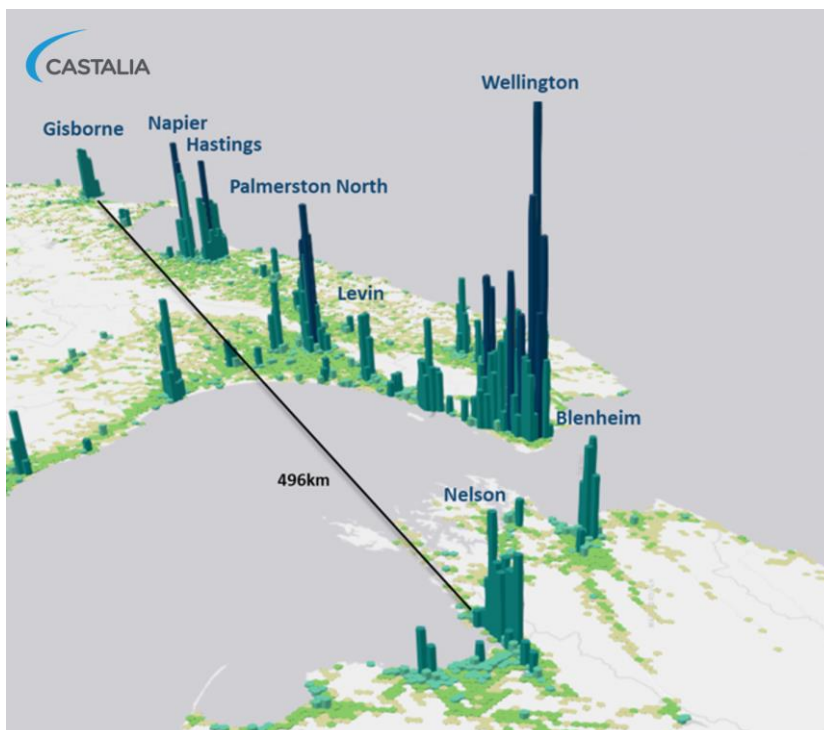 CASTALIA
Wellington
Gisborne
Napier
Hastings
Palmerston North
Levin
Blenheim
496km
Nelson